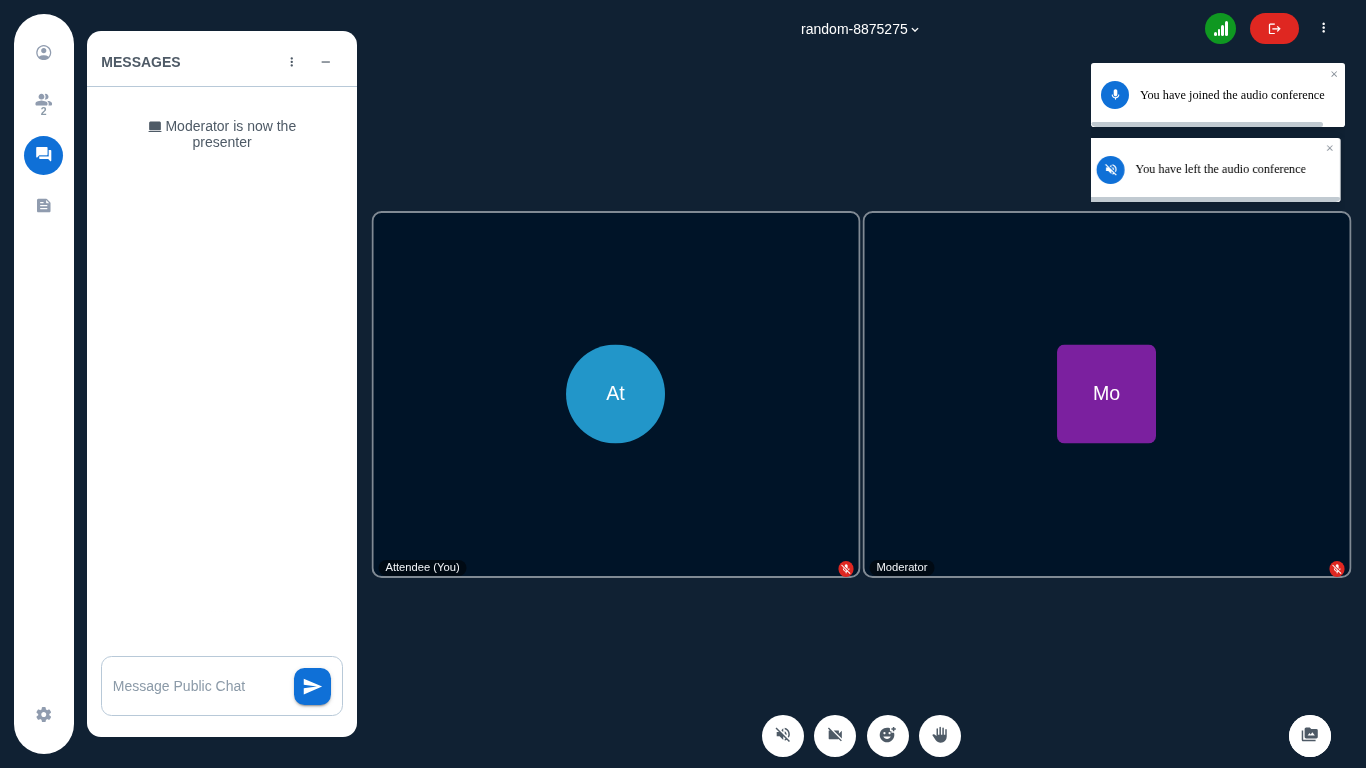 random-8875275
MESSAGES
2
Moderator is now the
presenter
You have joined the audio conference
You have left the audio conference
At
Mo
Attendee (You)
Moderator
Message Public Chat